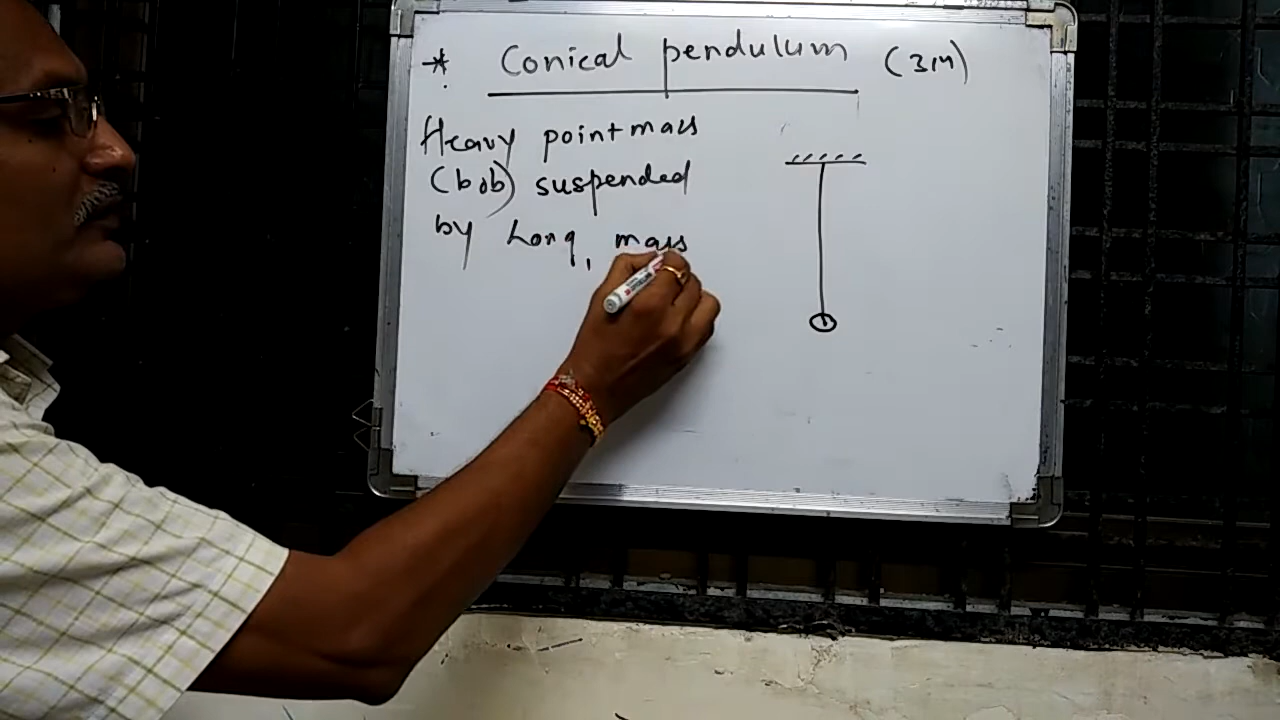 * Conical pendulum (3M)
Heavy point mass
(bob) suspended
by Long, mass